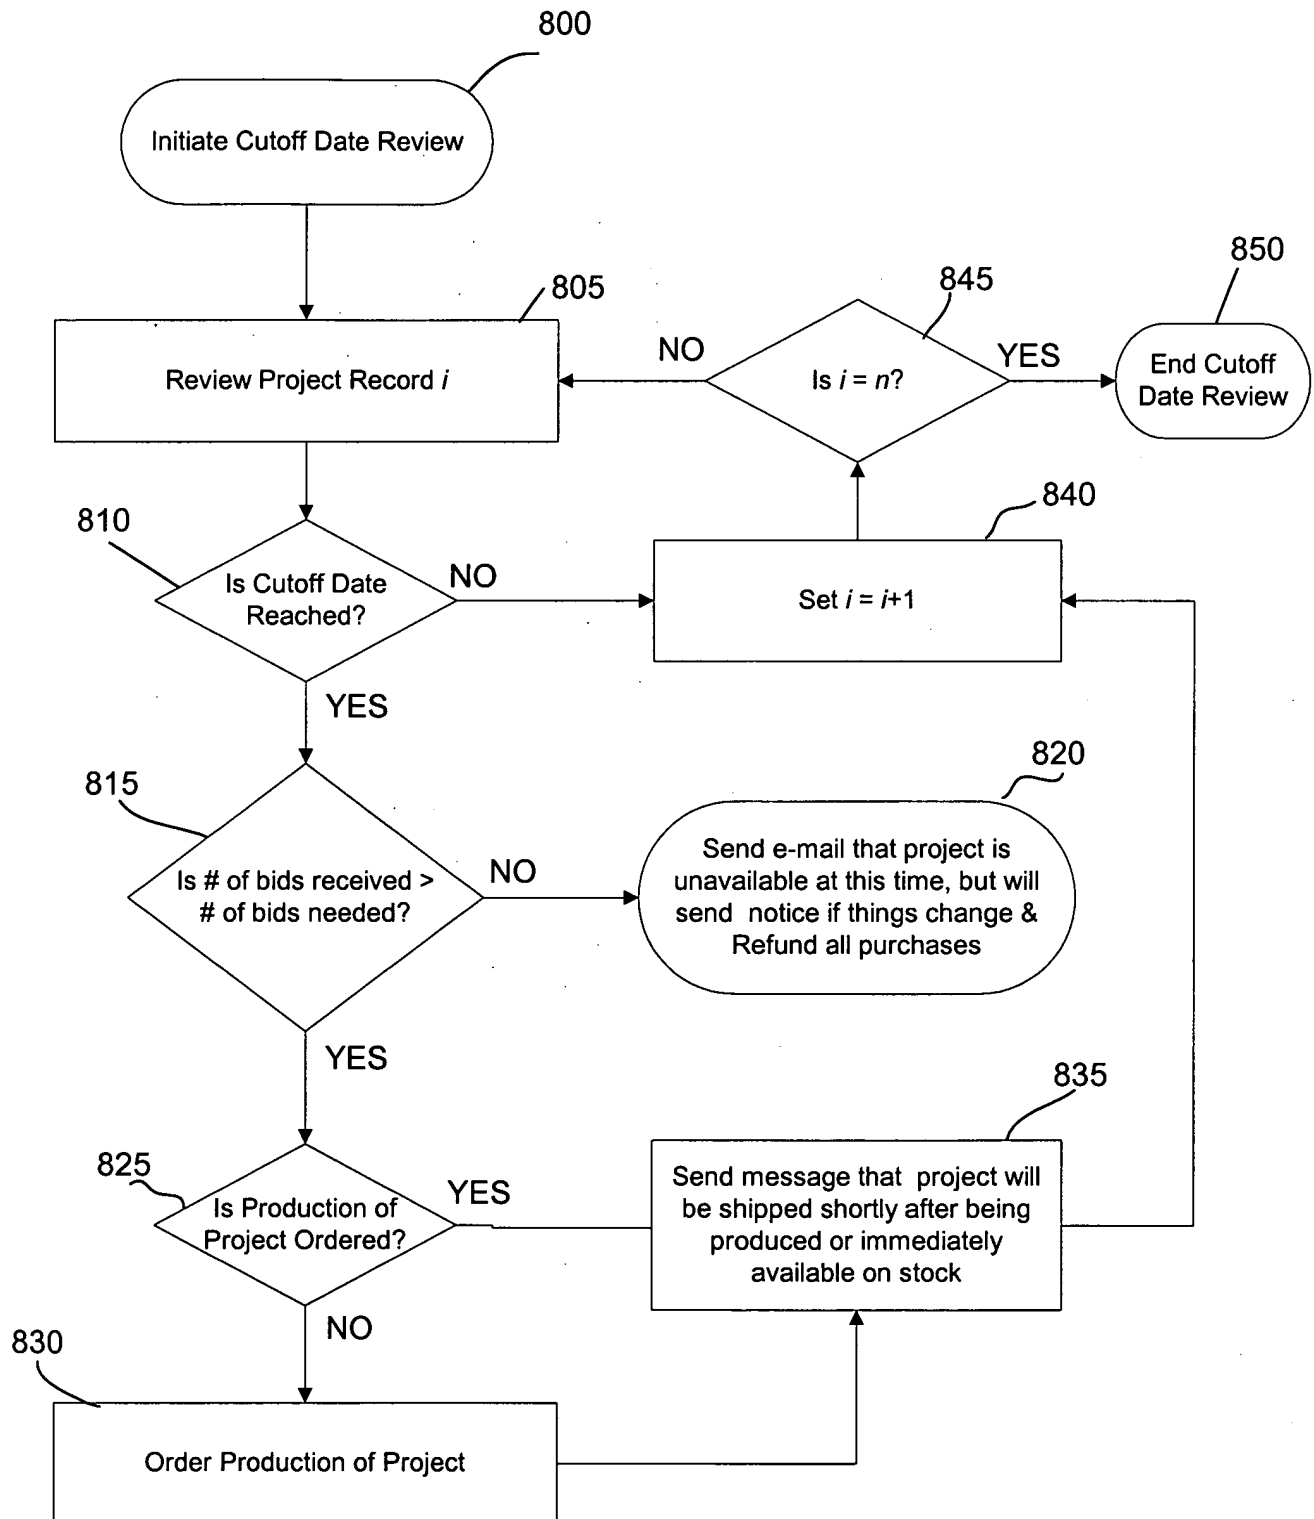 800
Initiate Cutoff Date Review
805
Review Project Record i
845
NO
Is i = n?
YES
850
End Cutoff
Date Review
810
Is Cutoff Date
Reached?
NO
840
Set i = i+1
YES
815
Is # of bids received >
# of bids needed?
NO
820
Send e-mail that project is
unavailable at this time, but will
send notice if things change &
Refund all purchases
YES
825
Is Production of
Project Ordered?
YES
835
Send message that project will
be shipped shortly after being
produced or immediately
available on stock
NO
830
Order Production of Project